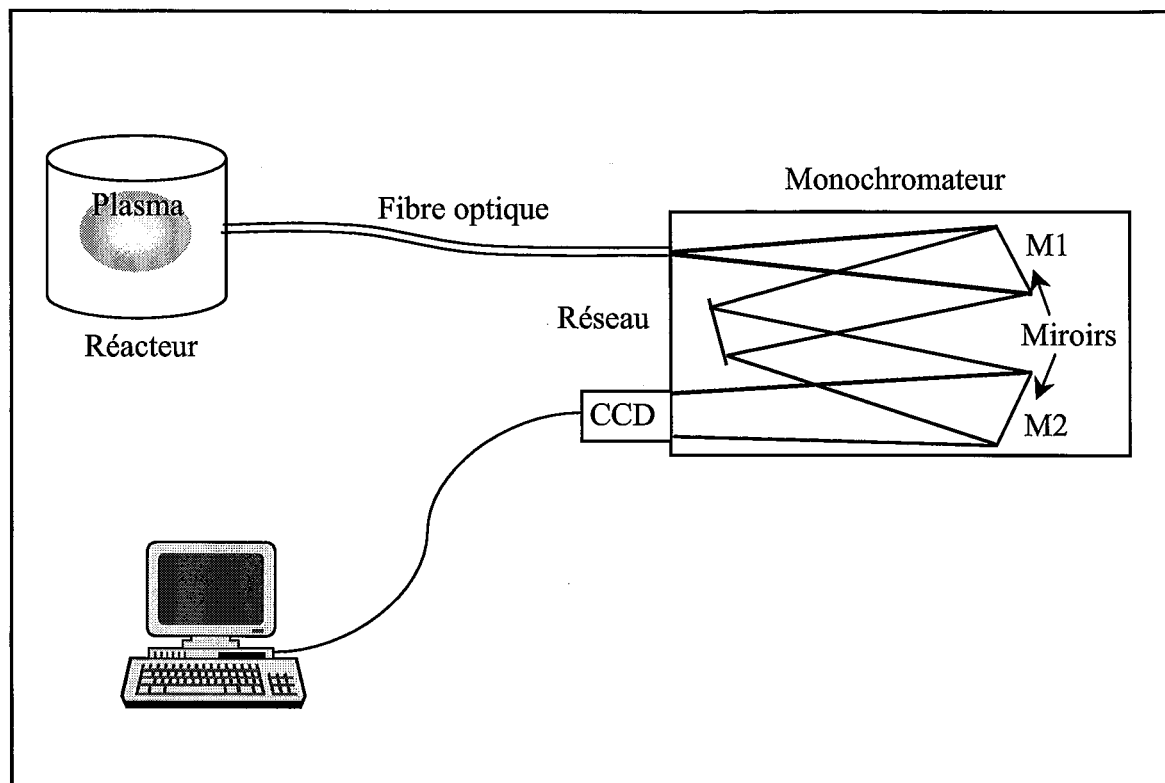 Plasma
Réacteur
Fibre optique
Monochromateur
M1
Réseau
Miroirs
CCD
M2